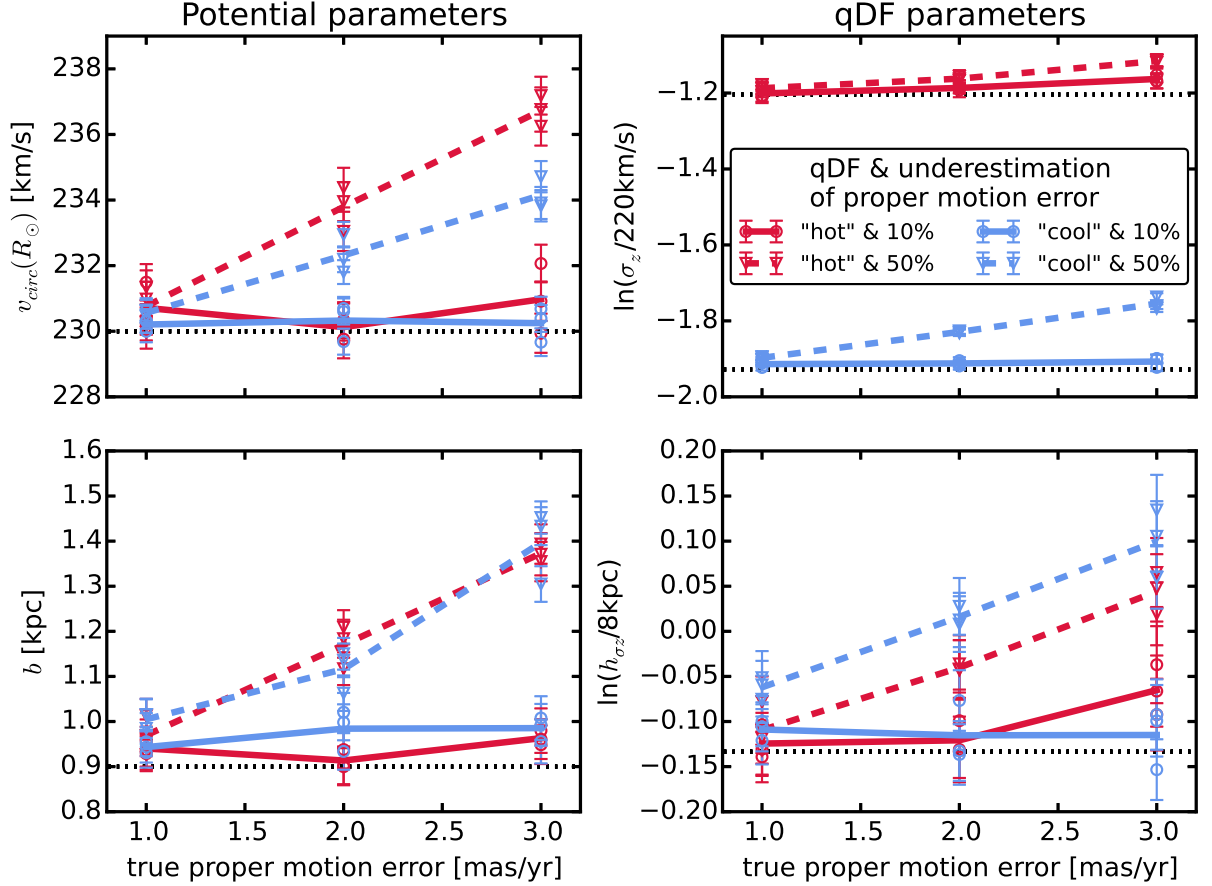 Potential parameters
qDF parameters
v_circ(R_⊙) [km/s]
238
236
234
232
230
228
ln(σ_z/220km/s)
−1.2
−1.4
−1.6
−1.8
−2.0
qDF & underestimation
of proper motion error
"hot" & 10%
"cool" & 10%
"hot" & 50%
"cool" & 50%
b [kpc]
1.6
1.5
1.4
1.3
1.2
1.1
1.0
0.9
0.8
ln(h_σz/8kpc)
0.20
0.15
0.10
0.05
0.00
−0.05
−0.10
−0.15
−0.20
1.0 1.5 2.0 2.5 3.0
1.0 1.5 2.0 2.5 3.0
true proper motion error [mas/yr]
true proper motion error [mas/yr]